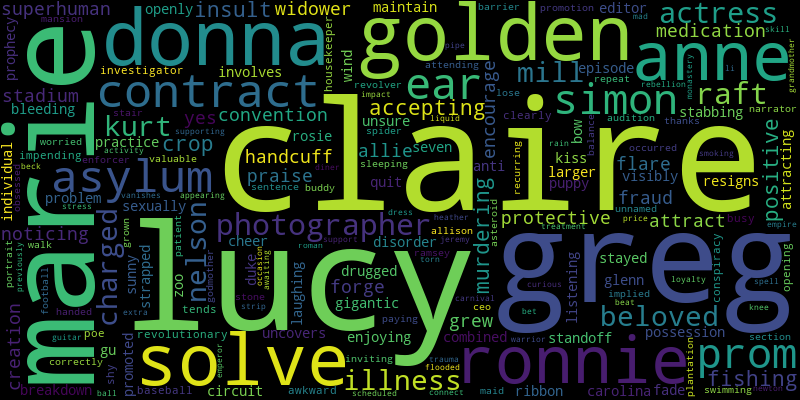 superhuman
openly
insult
widower
maintain
barrier
promotion
mad
editor
actress
mansion
prophecy
marie
donna
golden
anne
medication
skill
investigator
involves
housekeeper
wind
pipe
attending
mill
episode
li
grandmother
stadium
contract
ear
revolver
impact
encourage
lose
repeat
simon
raft
monastery
rebellion
bleeding
stair
yes
convention
accepting
liquid
clearly
audition
thanks
stabbing
narrator
worried
kurt
supporting
rosie
unsure
spider
bow
balance
rain
occurred
impending
practice
activity
crop
allie
seven
anti
kiss
smoking
attracting
enforcer
valuable
handcuff
sleeping
larger
flare
resigns
individual
beck
asylum
praise
claire
murdering
recurring
puppy
visibly
positive
obsessed
problem
vanishes
appearing
sentence
buddy
quit
diner
fraud
unnamed
stress
sexually
nelson
dress
heather
protective
price
busy
noticing
charged
strapped
patient
photographer
support
allison
jeremy
asteroid
treatment
attract
empire
portrait
previously
walk
grown
sunny
zoo
cheer
roman
disorder
ramsey
torn
greg
stayed
conspiracy
spell
opening
football
godmother
duke
occasion
awaiting
laughing
drugged
carnival
curious
listening
glenn
loyalty
creation
handed
extra
lucy
stone
strip
forge
gigantic
ceo
implied
beat
possession
knee
tends
grew
bet
warrior
beloved
section
poe
guitar
revolutionary
uncovers
paying
enjoying
combined
standoff
gu
shy
correctly
promoted
solve
emperor
inviting
trauma
flooded
ronnie
prom
breakdown
ball
baseball
circuit
awkward
scheduled
illness
connect
maid
ribbon
carolina
fade
plantation
fishing
swimming
newton